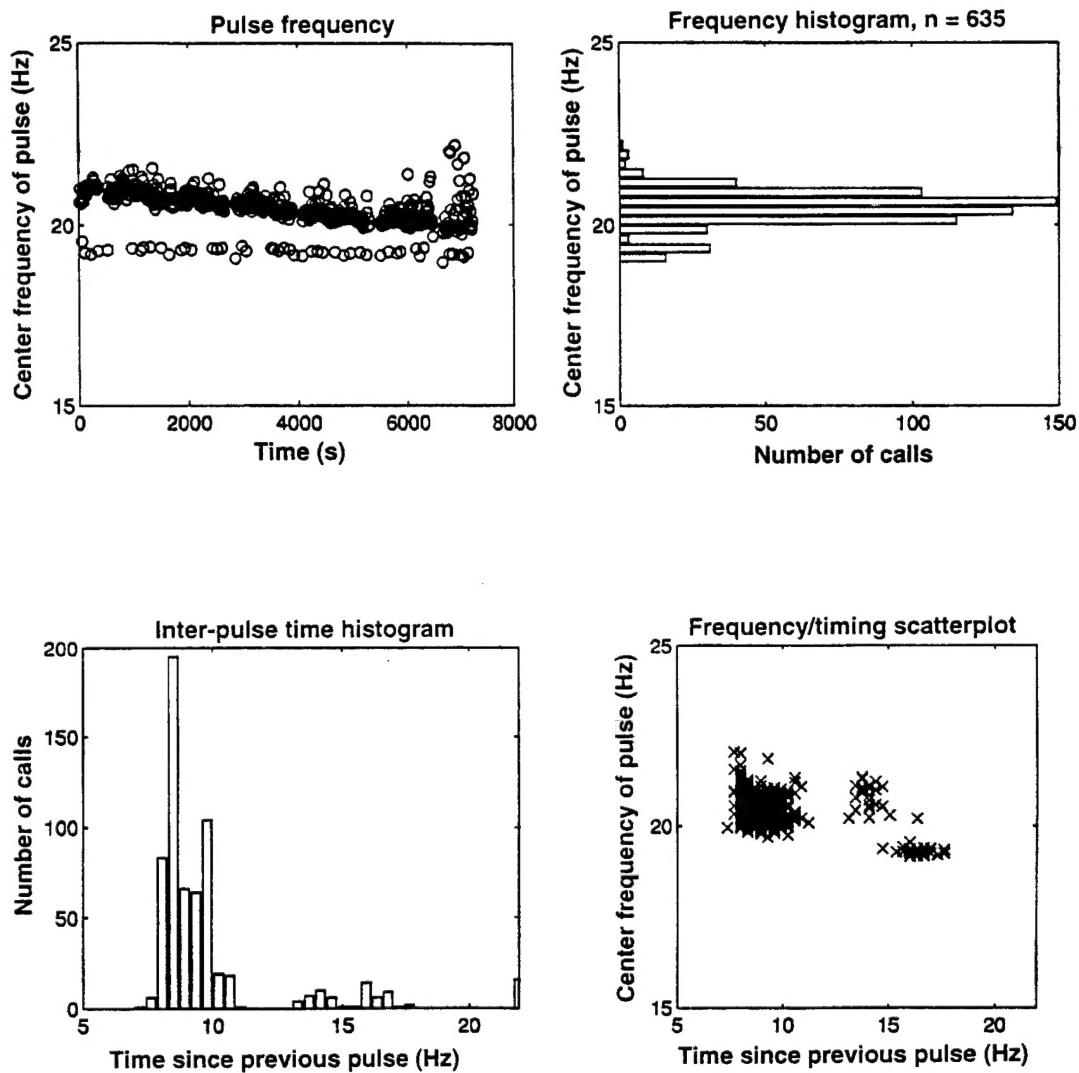 Pulse frequency
25
20
15
Center frequency of pulse (Hz)
0
2000
4000
6000
8000
Time (s)
Frequency histogram, n = 635
25
20
15
Center frequency of pulse (Hz)
0
50
100
150
Number of calls
Inter-pulse time histogram
200
150
100
50
0
Number of calls
5
10
15
20
Time since previous pulse (Hz)
Frequency/timing scatterplot
25
20
15
Center frequency of pulse (Hz)
5
10
15
20
Time since previous pulse (Hz)